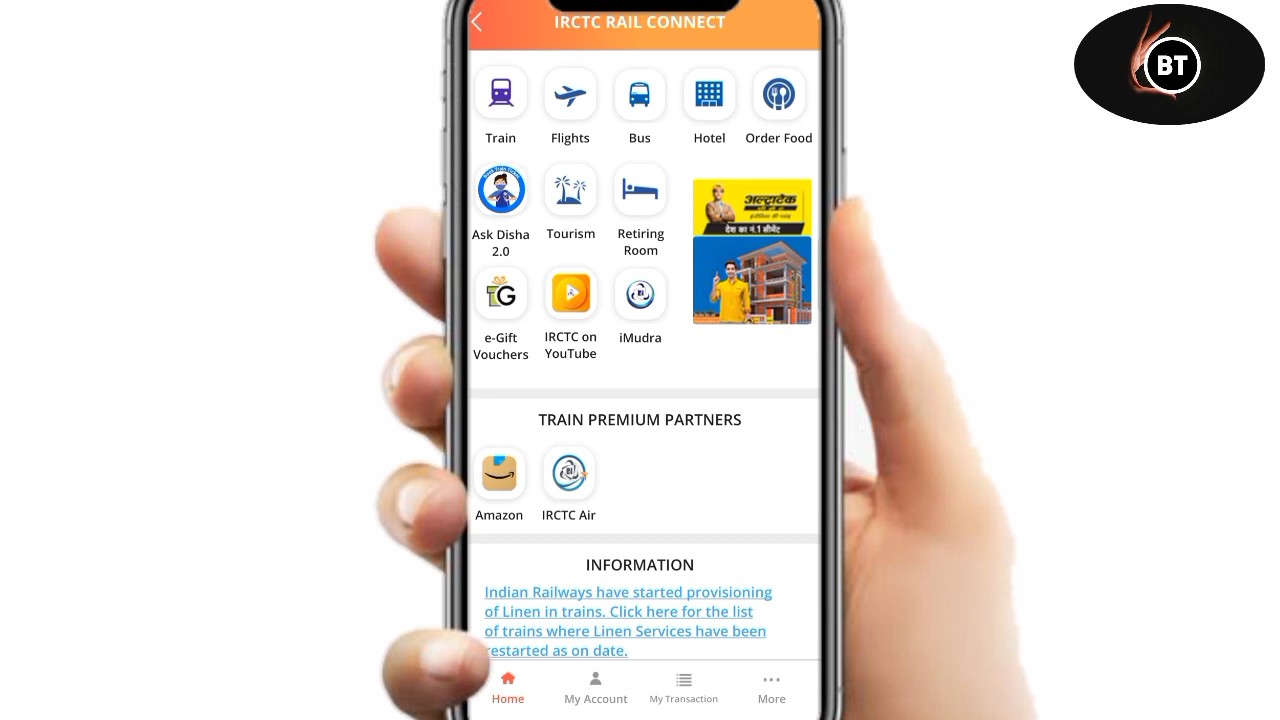 IRCTC RAIL CONNECT
BT
Train
Flights
Bus
Hotel
Order Food
Ask Disha
2.0
Tourism
Retiring
Room
अल्ट्राटेक
देश का नं.1 सीमेंट
TG
e-Gift
Vouchers
IRCTC on
YouTube
iMudra
TRAIN PREMIUM PARTNERS
Amazon
IRCTC Air
INFORMATION
Indian Railways have started provisioning
of Linen in trains. Click here for the list
of trains where Linen Services have been
restarted as on date.
Home
My Account
My Transaction
More